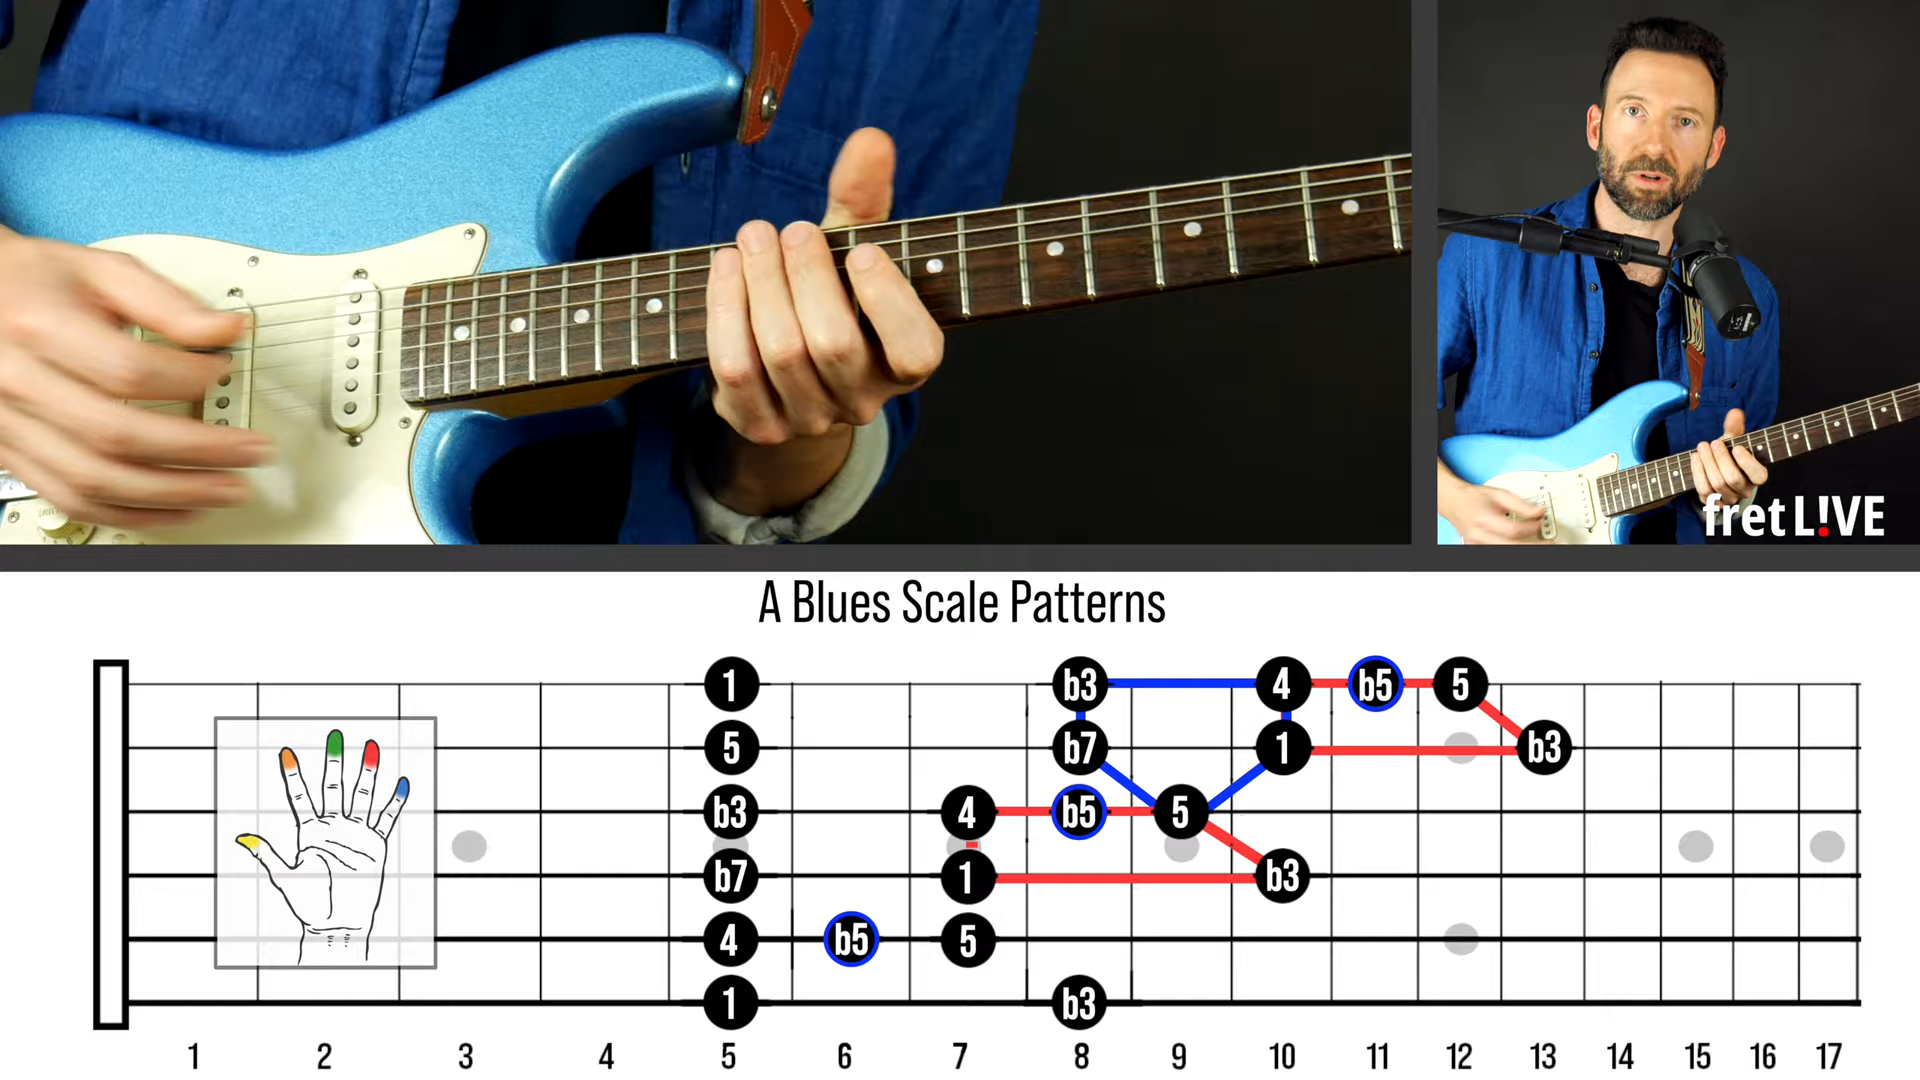 fret L!VE
A Blues Scale Patterns
1 b3 4 b5 5
5 b7 1 b3
b3 4 b5 5
b7 1 b3
4 b5 5
1 b3
1 2 3 4 5 6 7 8 9 10 11 12 13 14 15 16 17